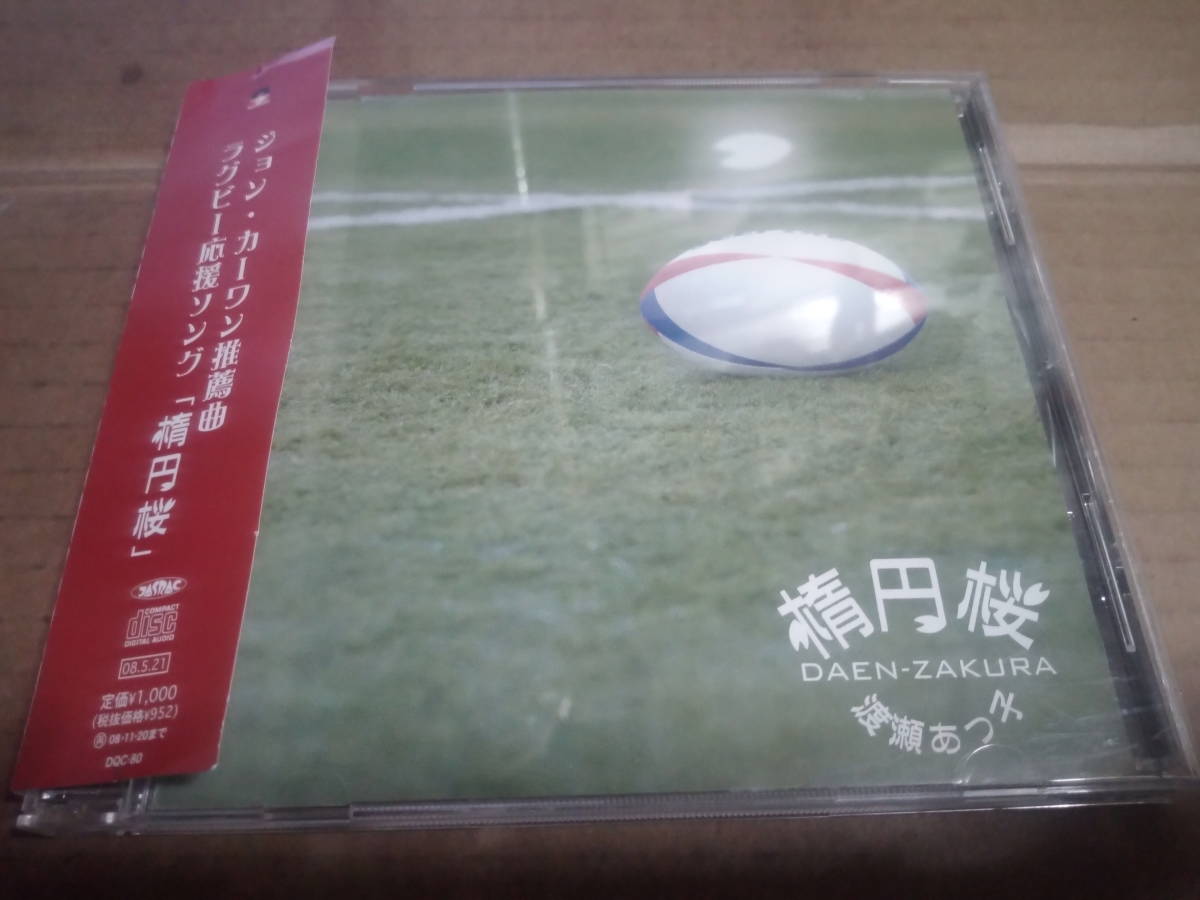 ジョン・カーワン推薦曲
ラグビー応援ソング「楕円桜」
JASRAC
COMPACT
disc
DIGITAL AUDIO
08.5.21
定価¥1,000
(税抜価格¥952)
再 08・11・20まで
DQC-80
楕円桜
DAEN-ZAKURA
渡瀬あつ子